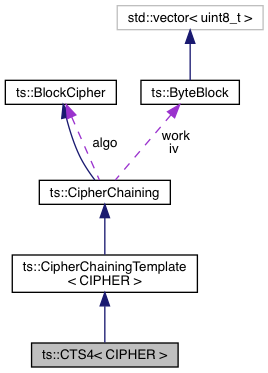 std::vector< uint8_t >
ts::BlockCipher
ts::ByteBlock
algo
work
iv
ts::CipherChaining
ts::CipherChainingTemplate
< CIPHER >
ts::CTS4< CIPHER >